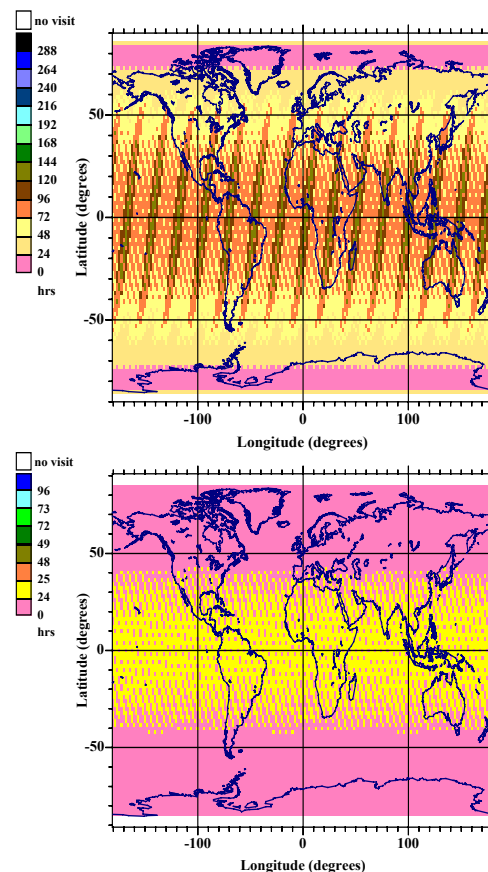 no visit
288
264
240
216
192
168
144
120
96
72
48
24
0
hrs
50
0
-50
Latitude (degrees)
-100 0 100
Longitude (degrees)
no visit
96
73
72
49
48
25
24
0
hrs
50
0
-50
Latitude (degrees)
-100 0 100
Longitude (degrees)